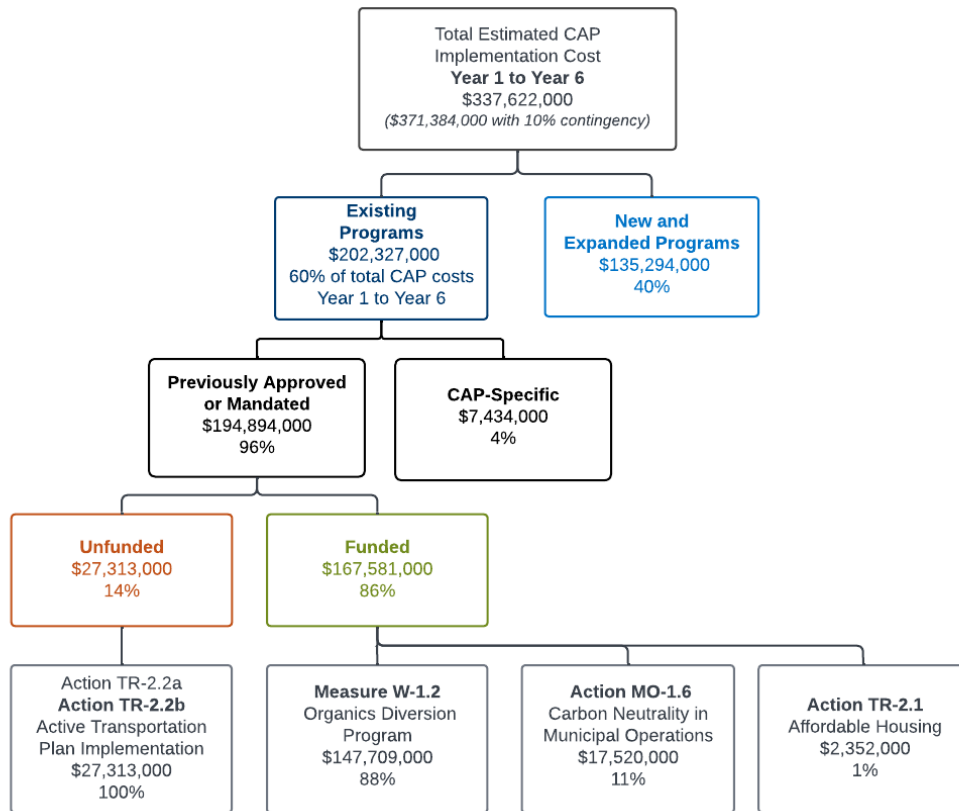 Total Estimated CAP
Implementation Cost
Year 1 to Year 6
$337,622,000
($371,384,000 with 10% contingency)
Existing
Programs
$202,327,000
60% of total CAP costs
Year 1 to Year 6
New and
Expanded Programs
$135,294,000
40%
Previously Approved
or Mandated
$194,894,000
96%
CAP-Specific
$7,434,000
4%
Unfunded
$27,313,000
14%
Funded
$167,581,000
86%
Action TR-2.2a
Action TR-2.2b
Active Transportation
Plan Implementation
$27,313,000
100%
Measure W-1.2
Organics Diversion
Program
$147,709,000
88%
Action MO-1.6
Carbon Neutrality in
Municipal Operations
$17,520,000
11%
Action TR-2.1
Affordable Housing
$2,352,000
1%